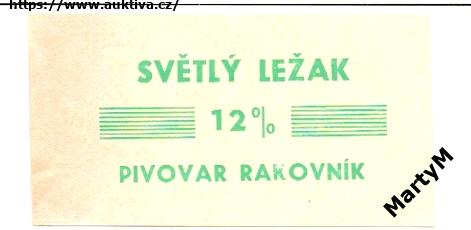 https://www.auktiva.cz/
SVĚTLÝ LEŽAK
12%
PIVOVAR RAKOVNÍK
MartyM